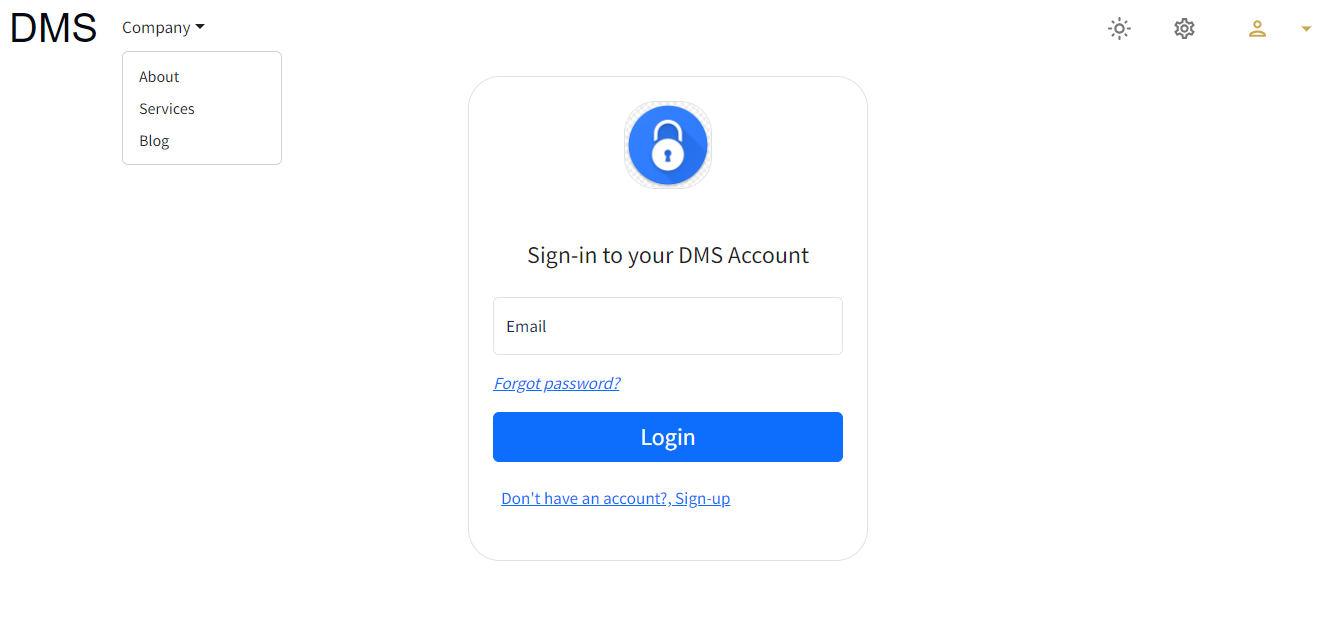 DMS
Company
About
Services
Blog
Sign-in to your DMS Account
Email
Forgot password?
Login
Don't have an account?, Sign-up